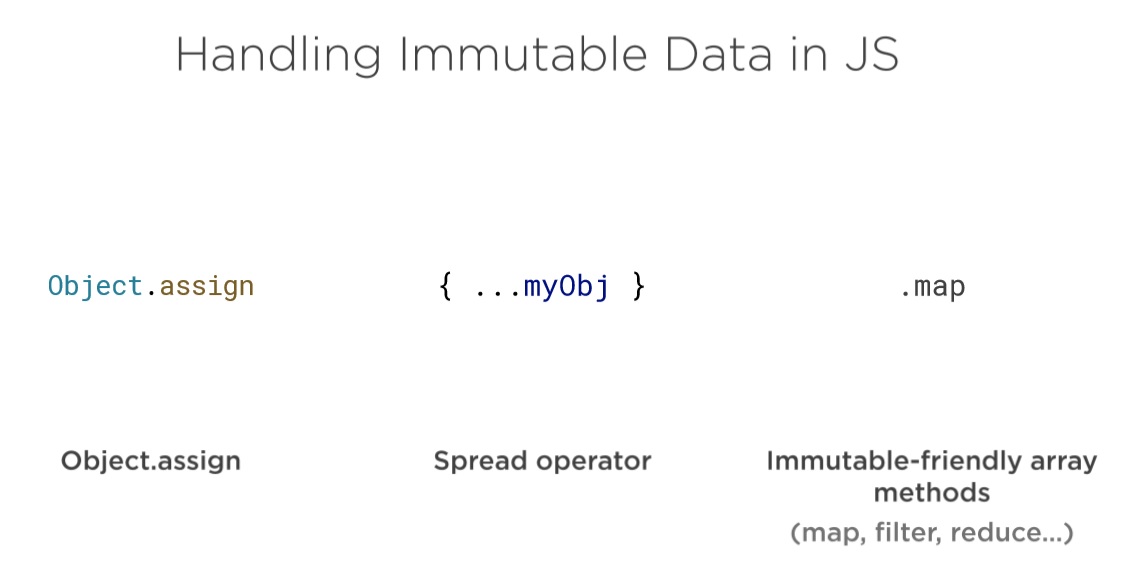 Handling Immutable Data in JS
Object.assign
{ ...myObj }
.map
Object.assign
Spread operator
Immutable-friendly array
methods
(map, filter, reduce...)